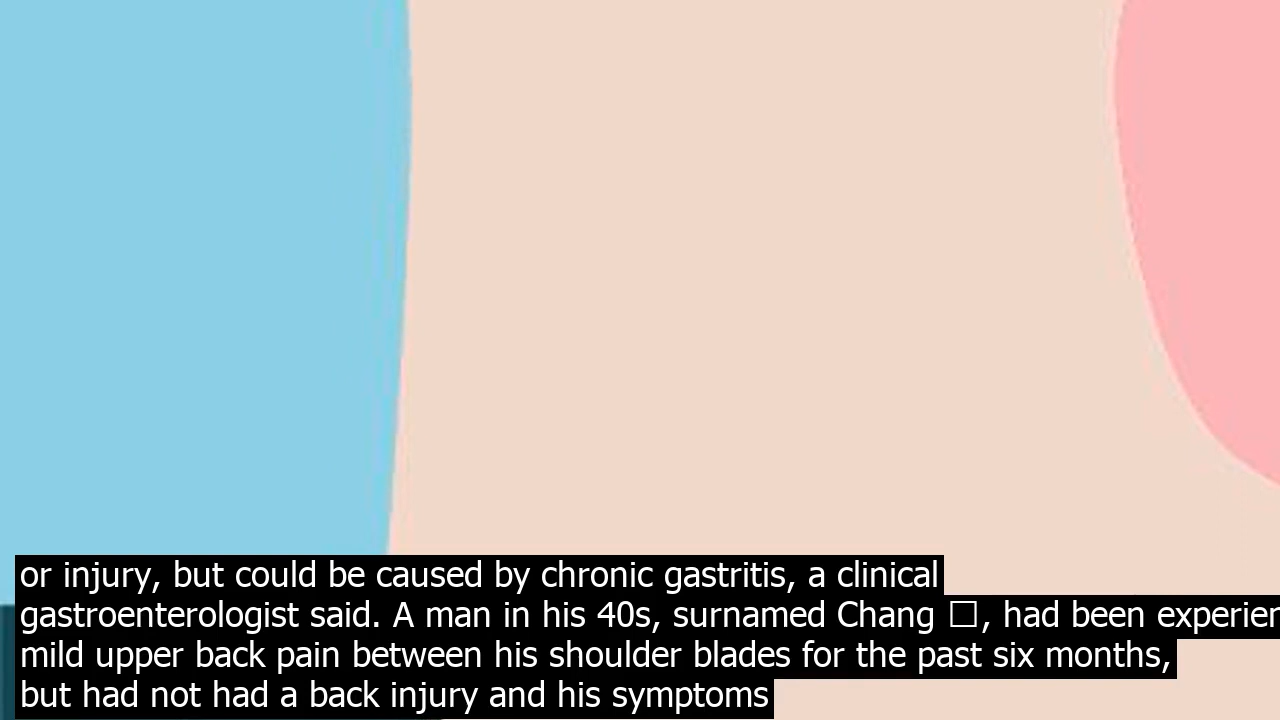 or injury, but could be caused by chronic gastritis, a clinical
gastroenterologist said. A man in his 40s, surnamed Chang □, had been experien
mild upper back pain between his shoulder blades for the past six months,
but had not had a back injury and his symptoms